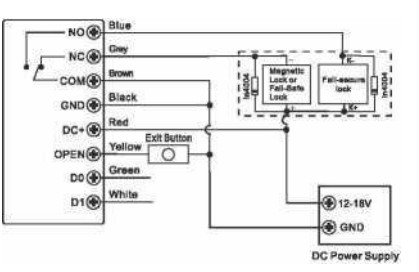 NO Blue
NC Grey
COM Brown
GND Black
DC+ Red
OPEN Yellow Exit Button
D0 Green
D1 White
In4004
Magnetic
Lock or
Fail-Safe
Lock
-
+
K-
Fail-secure
lock
K+
In4004
12-18V
GND
DC Power Supply